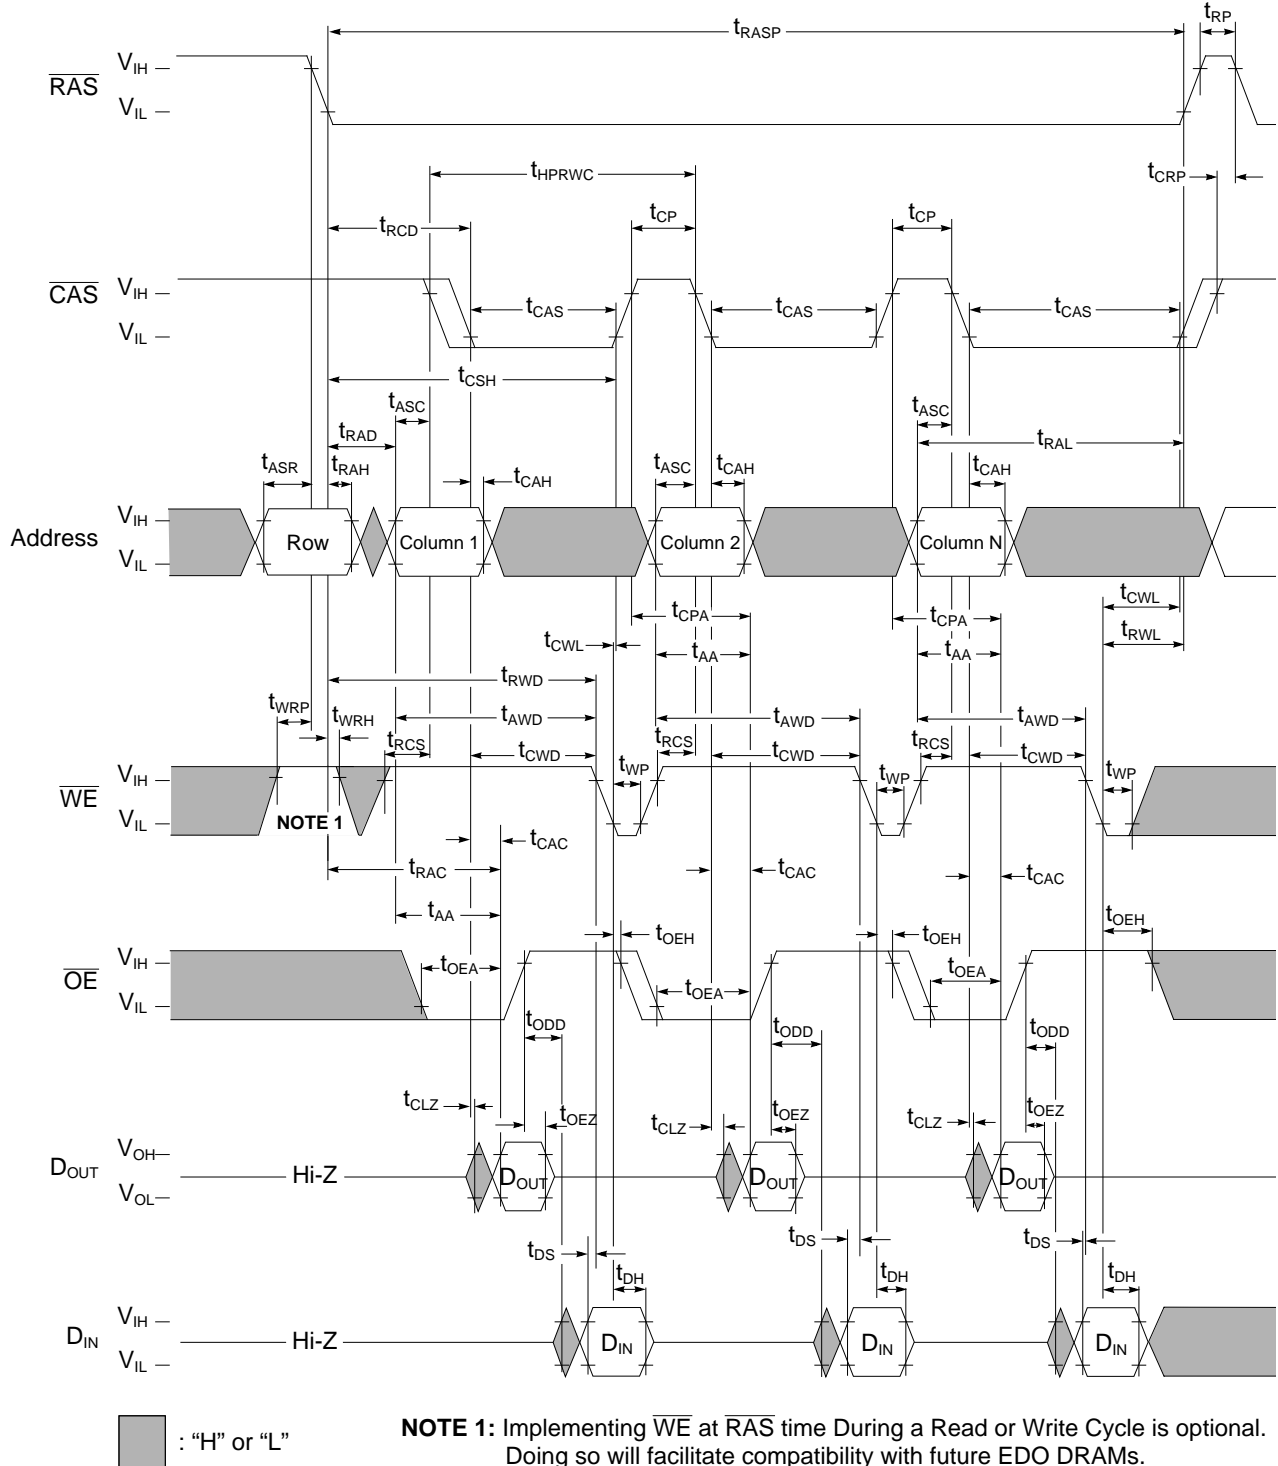 tRASP tRP
RAS VIH
VIL
tHPRWC tCRP
tRCD tCP tCP
CAS VIH
VIL
tCAS tCAS tCAS
tCSH
tASC tASC
tRAD tRAL
tASR tRAH tCAH tASC tCAH tCAH
Address VIH
VIL
Row Column 1 Column 2 Column N
tCWL
tCPA tCPA
tCWL tRWL
tAA tAA
tRWD
tWRP tWRH tAWD tAWD tAWD
tRCS tCWD tRCS tCWD tRCS tCWD
WE VIH
VIL
tWP tWP tWP
NOTE 1
tCAC
tRAC tCAC tCAC
tAA
tOEH tOEH tOEH
OE VIH
VIL
tOEA tOEA tOEA
tODD tODD tODD
tCLZ tOEZ tCLZ tOEZ tCLZ tOEZ
DOUT VOH
VOL
Hi-Z DOUT DOUT DOUT
tDS tDS tDS
tDH tDH tDH
DIN VIH
VIL
Hi-Z DIN DIN DIN
: “H” or “L”
NOTE 1: Implementing WE at RAS time During a Read or Write Cycle is optional.
Doing so will facilitate compatibility with future EDO DRAMs.